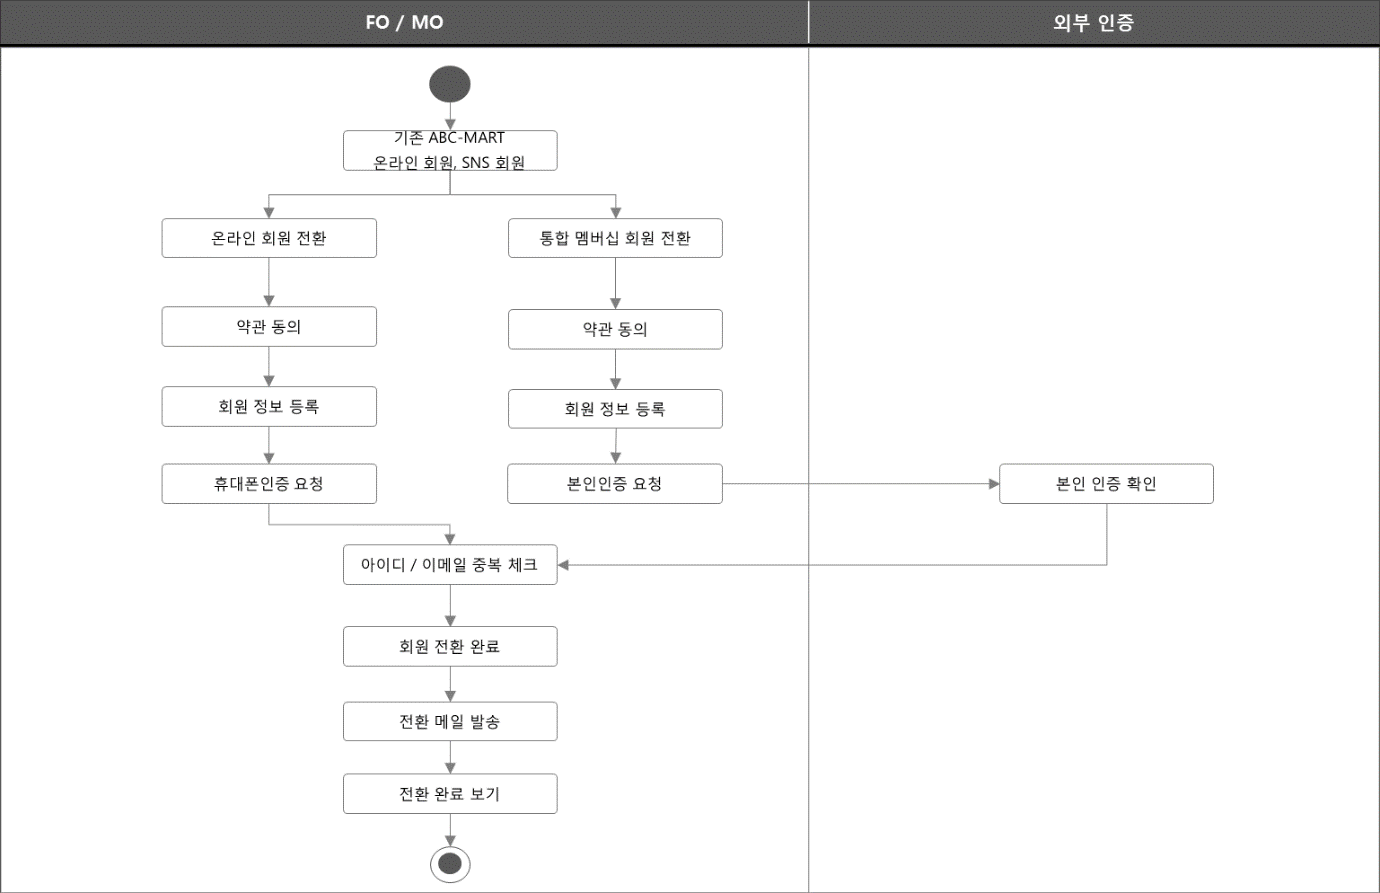 FO / MO
외부 인증
기존 ABC-MART
온라인 회원, SNS 회원
온라인 회원 전환
통합 멤버십 회원 전환
약관 동의
약관 동의
회원 정보 등록
회원 정보 등록
휴대폰인증 요청
본인인증 요청
본인 인증 확인
아이디 / 이메일 중복 체크
회원 전환 완료
전환 메일 발송
전환 완료 보기